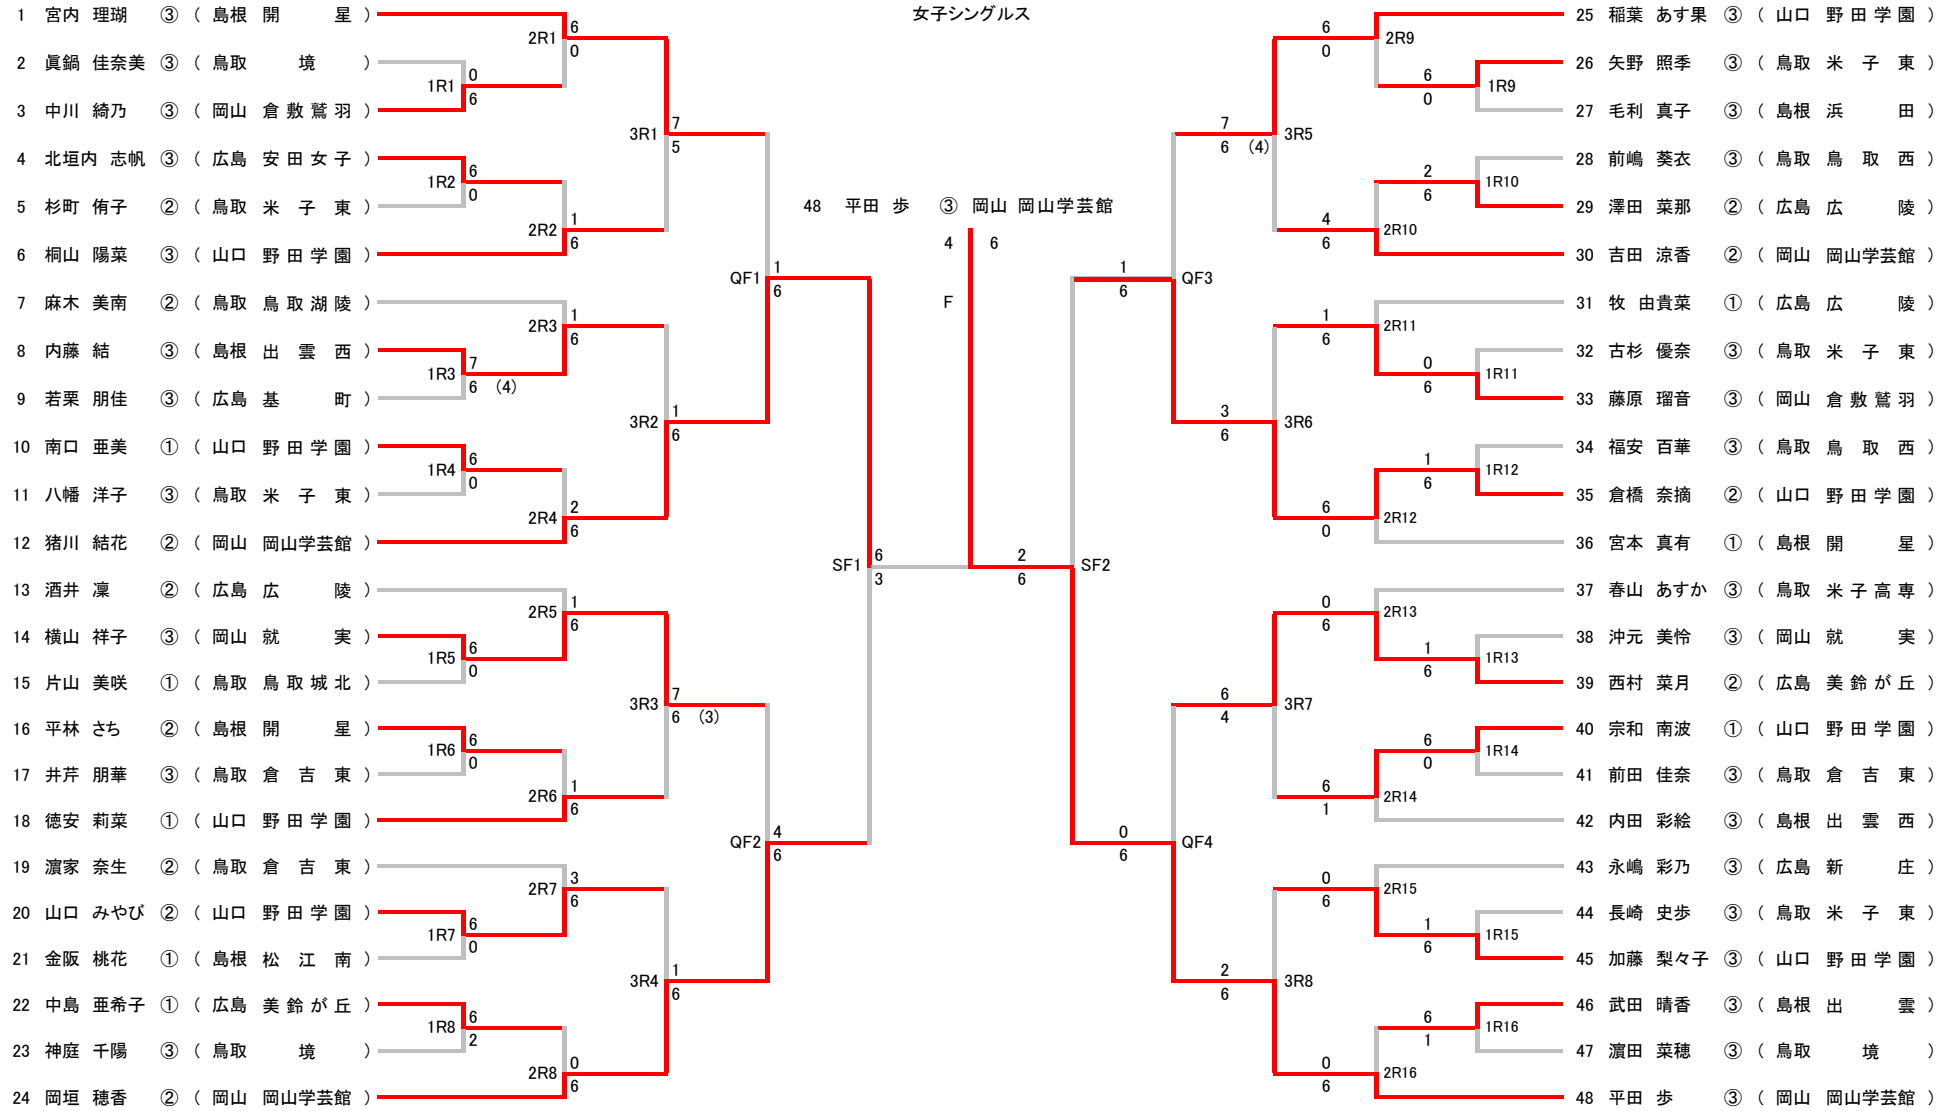 女子シングルス
1 宮内 理瑚 ③ ( 島根 開 星 )
2 眞鍋 佳奈美 ③ ( 鳥取 境 )
3 中川 綺乃 ③ ( 岡山 倉敷鷲羽 )
4 北垣内 志帆 ③ ( 広島 安田女子 )
5 杉町 侑子 ② ( 鳥取 米子東 )
6 桐山 陽菜 ③ ( 山口 野田学園 )
7 麻木 美南 ② ( 鳥取 鳥取湖陵 )
8 内藤 結 ③ ( 島根 出雲西 )
9 若栗 朋佳 ③ ( 広島 基 町 )
10 南口 亜美 ① ( 山口 野田学園 )
11 八幡 洋子 ③ ( 鳥取 米子東 )
12 猪川 結花 ② ( 岡山 岡山学芸館 )
13 酒井 凜 ② ( 広島 広 陵 )
14 横山 祥子 ③ ( 岡山 就 実 )
15 片山 美咲 ① ( 鳥取 鳥取城北 )
16 平林 さち ② ( 島根 開 星 )
17 井芹 朋華 ③ ( 鳥取 倉吉東 )
18 徳安 莉菜 ① ( 山口 野田学園 )
19 濵家 奈生 ② ( 鳥取 倉吉東 )
20 山口 みやび ② ( 山口 野田学園 )
21 金阪 桃花 ① ( 島根 松江南 )
22 中島 亜希子 ① ( 広島 美鈴が丘 )
23 神庭 千陽 ③ ( 鳥取 境 )
24 岡垣 穂香 ② ( 岡山 岡山学芸館 )
1R1 0 6
1R2 6 0
1R3 7 6 (4)
1R4 6 0
1R5 6 0
1R6 6 0
1R7 6 0
1R8 6 2
2R1 6 0
2R2 1 6
2R3 1 6
2R4 2 6
2R5 1 6
2R6 1 6
2R7 3 6
2R8 0 6
3R1 7 5
3R2 1 6
3R3 7 6 (3)
3R4 1 6
QF1 1 6
QF2 4 6
SF1 6 3
48 平田 歩 ③ 岡山 岡山学芸館
4 6
F
SF2 2 6
QF3 1 6
QF4 0 6
3R5 7 6 (4)
3R6 3 6
3R7 6 4
3R8 2 6
2R9 6 0
2R10 4 6
2R11 1 6
2R12 6 0
2R13 0 6
2R14 6 1
2R15 0 6
2R16 0 6
1R9 6 0
1R10 2 6
1R11 0 6
1R12 1 6
1R13 1 6
1R14 6 0
1R15 1 6
1R16 6 1
25 稲葉 あす果 ③ ( 山口 野田学園 )
26 矢野 照季 ③ ( 鳥取 米子東 )
27 毛利 真子 ③ ( 島根 浜 田 )
28 前嶋 葵衣 ③ ( 鳥取 鳥取西 )
29 澤田 菜那 ② ( 広島 広 陵 )
30 吉田 涼香 ② ( 岡山 岡山学芸館 )
31 牧 由貴菜 ① ( 広島 広 陵 )
32 古杉 優奈 ③ ( 鳥取 米子東 )
33 藤原 瑠音 ③ ( 岡山 倉敷鷲羽 )
34 福安 百華 ③ ( 鳥取 鳥取西 )
35 倉橋 奈摘 ② ( 山口 野田学園 )
36 宮本 真有 ① ( 島根 開 星 )
37 春山 あすか ③ ( 鳥取 米子高専 )
38 沖元 美怜 ③ ( 岡山 就 実 )
39 西村 菜月 ② ( 広島 美鈴が丘 )
40 宗和 南波 ① ( 山口 野田学園 )
41 前田 佳奈 ③ ( 鳥取 倉吉東 )
42 内田 彩絵 ③ ( 島根 出雲西 )
43 永嶋 彩乃 ③ ( 広島 新 庄 )
44 長崎 史歩 ③ ( 鳥取 米子東 )
45 加藤 梨々子 ③ ( 山口 野田学園 )
46 武田 晴香 ③ ( 島根 出 雲 )
47 濵田 菜穂 ③ ( 鳥取 境 )
48 平田 歩 ③ ( 岡山 岡山学芸館 )